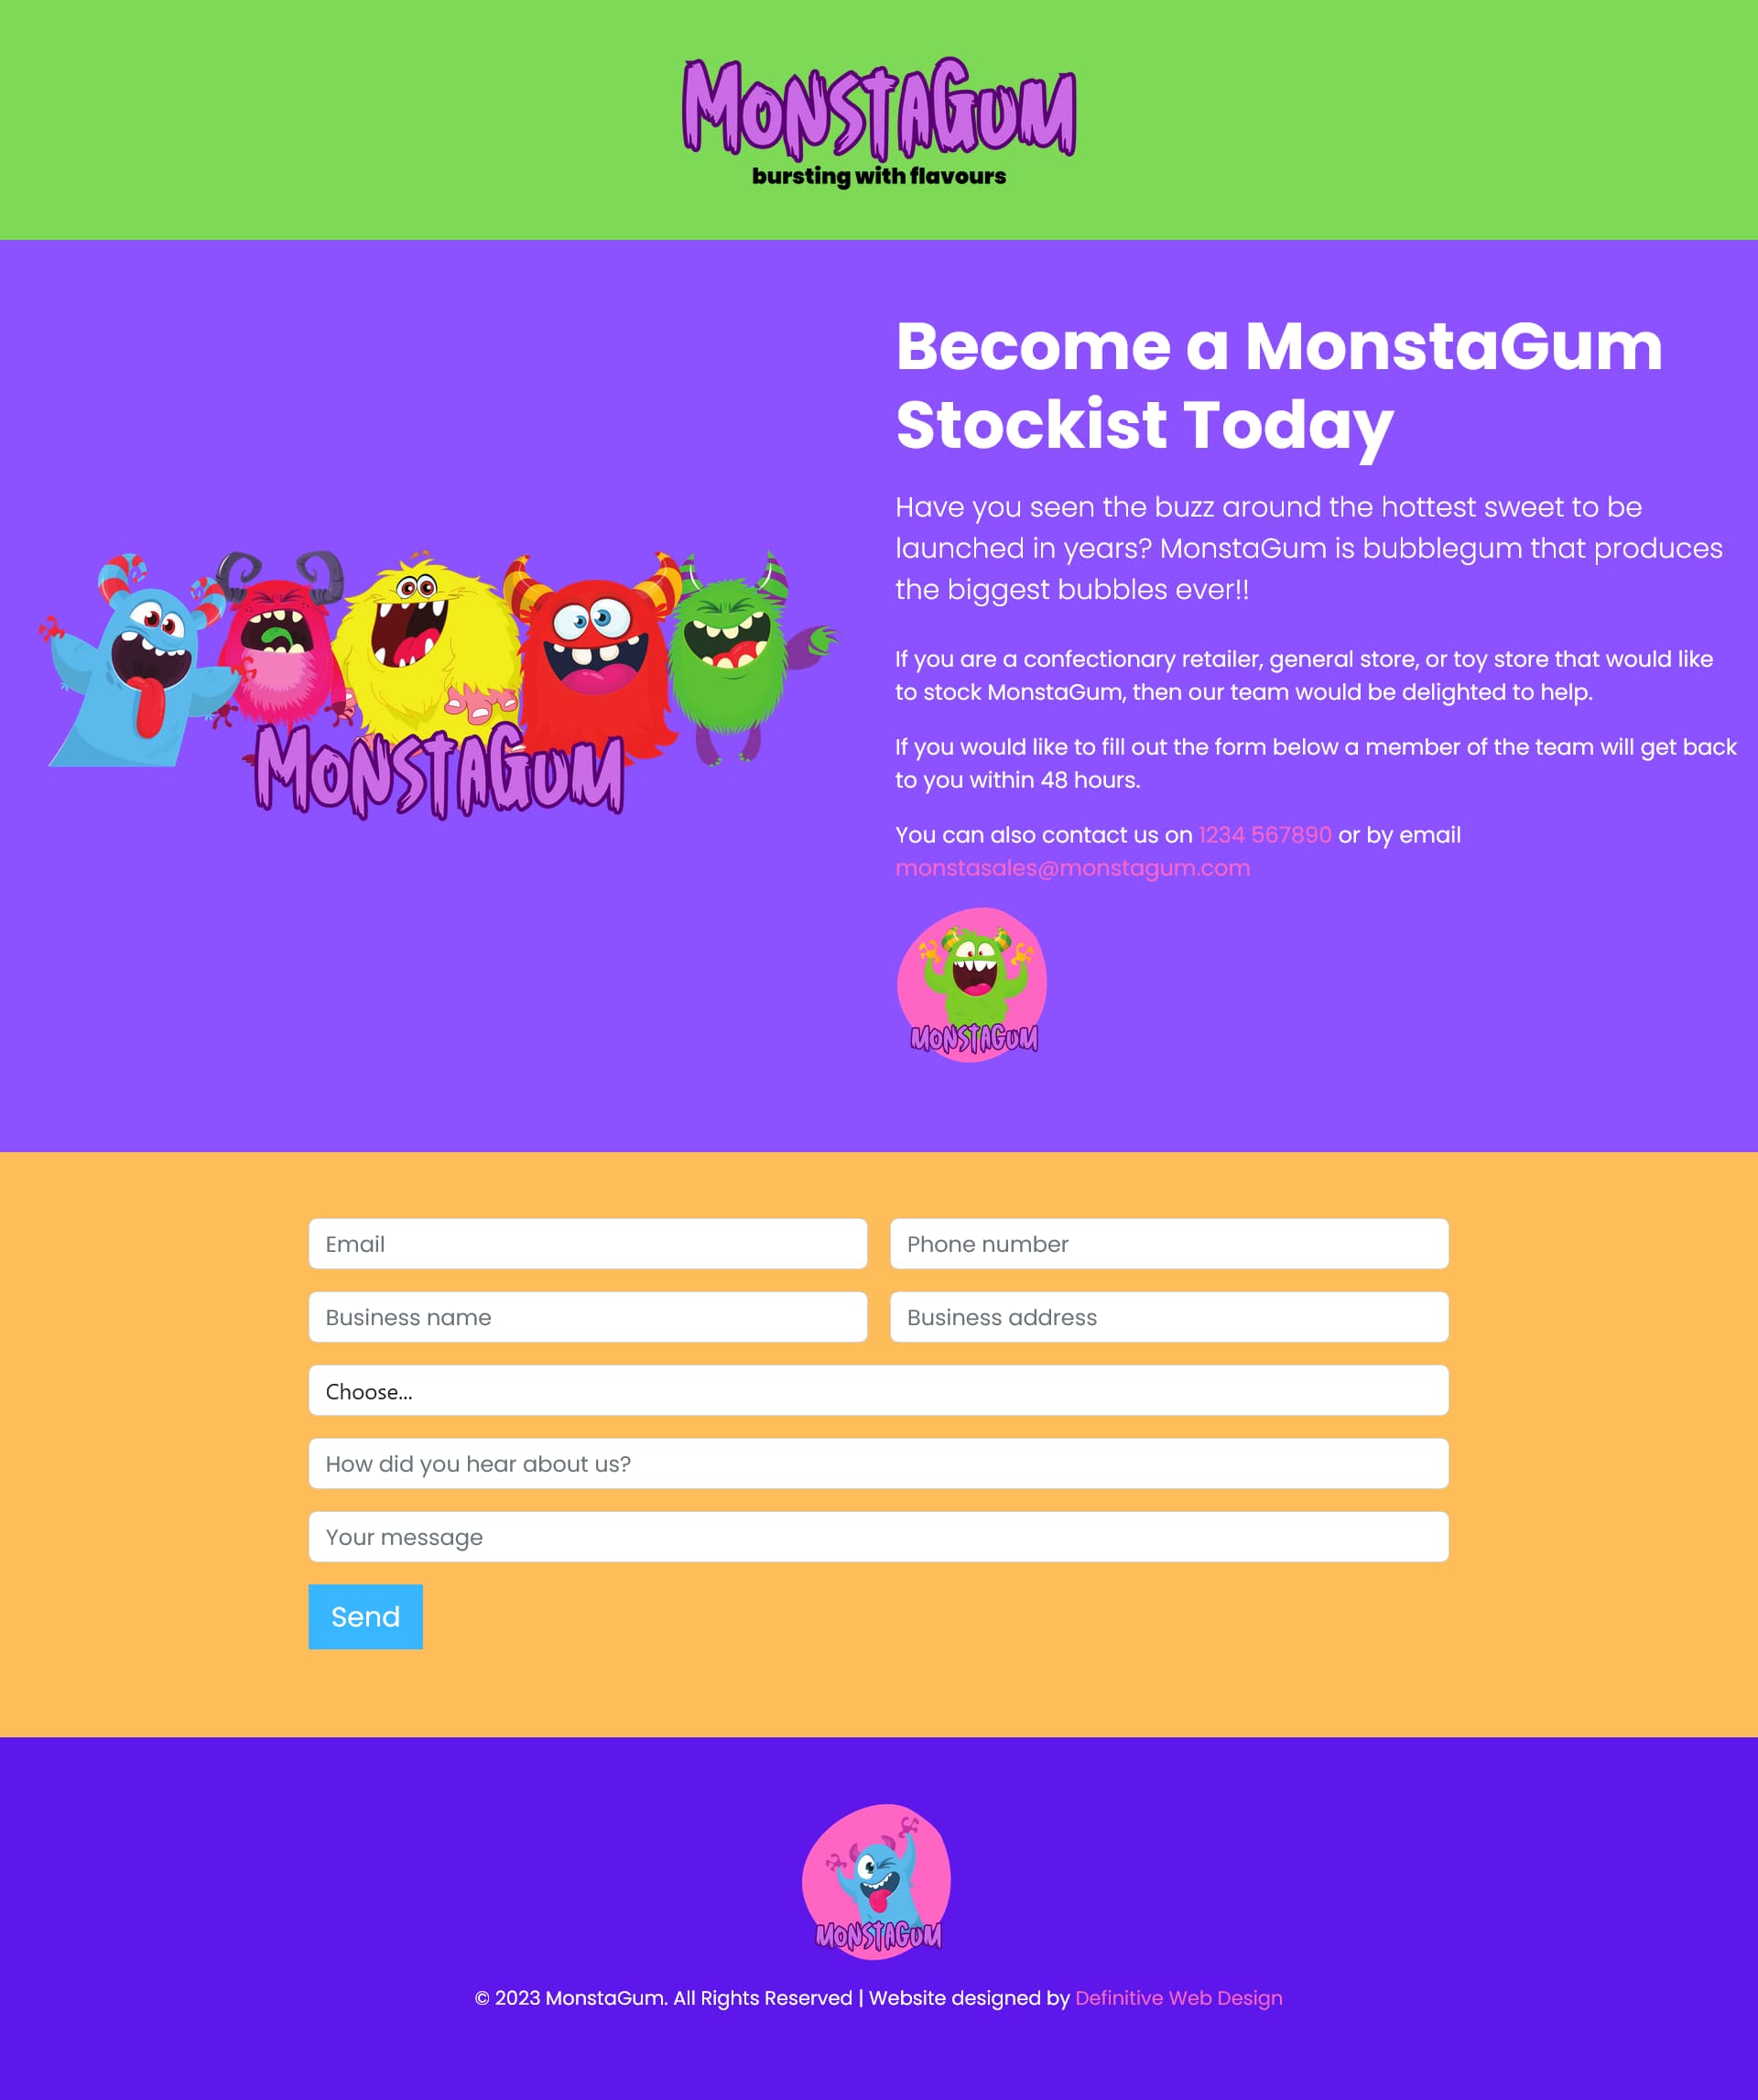 MonstaGum
bursting with flavours
Become a MonstaGum
Stockist Today
Have you seen the buzz around the hottest sweet to be
launched in years? MonstaGum is bubblegum that produces
the biggest bubbles ever!!
MonstaGum
If you are a confectionary retailer, general store, or toy store that would like
to stock MonstaGum, then our team would be delighted to help.
If you would like to fill out the form below a member of the team will get back
to you within 48 hours.
You can also contact us on 1234 567890 or by email
monstasales@monstagum.com
MonstaGum
Email
Phone number
Business name
Business address
Choose...
How did you hear about us?
Your message
Send
MonstaGum
© 2023 MonstaGum. All Rights Reserved | Website designed by Definitive Web Design